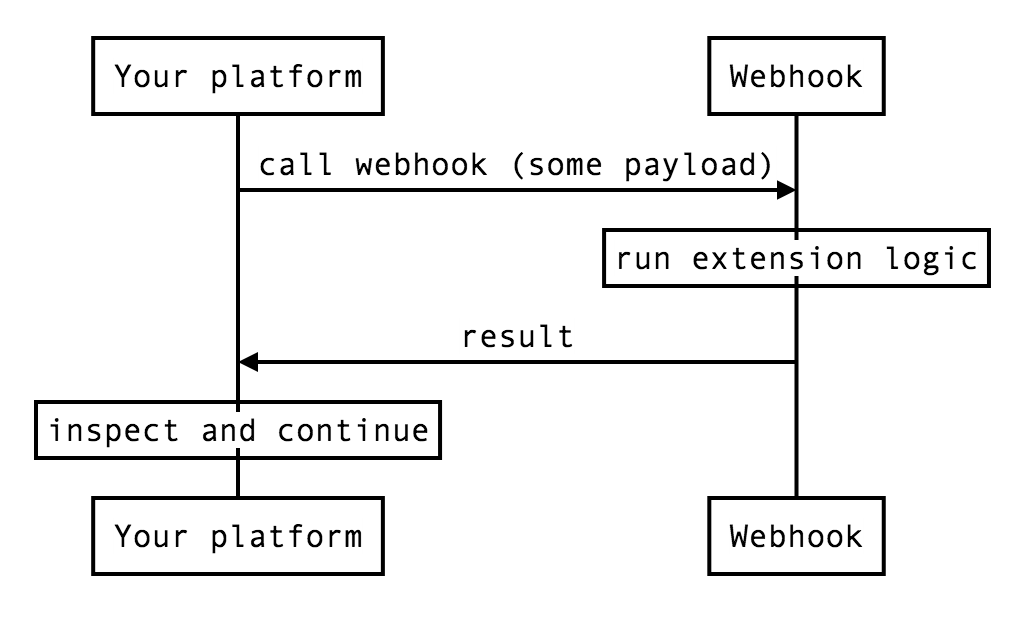 Your platform
Webhook
call webhook (some payload)
run extension logic
result
inspect and continue
Your platform
Webhook